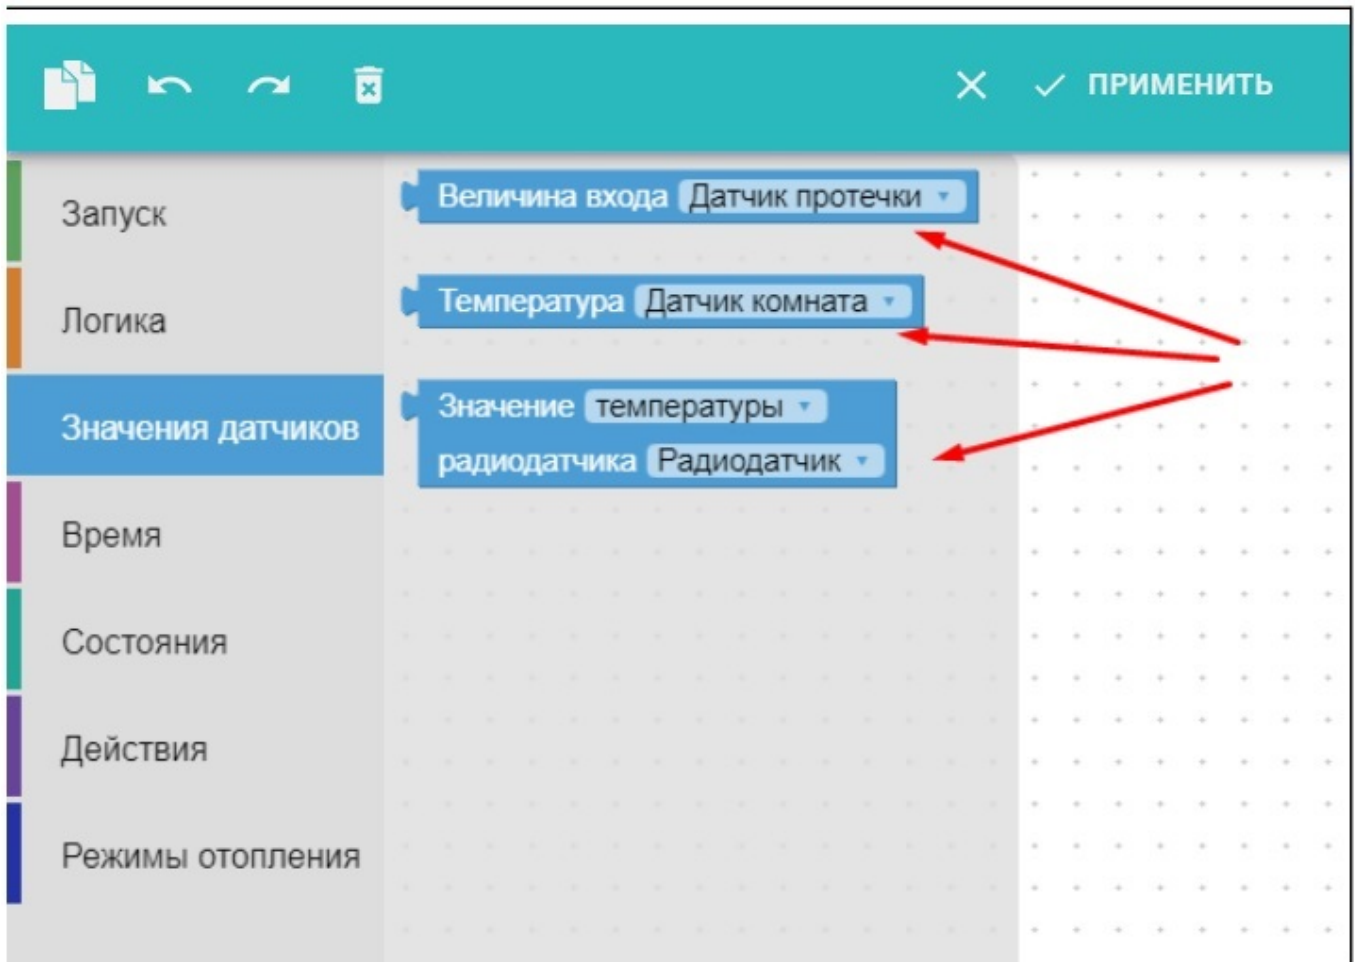 ПРИМЕНИТЬ
Запуск
Логика
Значения датчиков
Время
Состояния
Действия
Режимы отопления
Величина входа Датчик протечки
Температура Датчик комната
Значение температуры
радиодатчика Радиодатчик